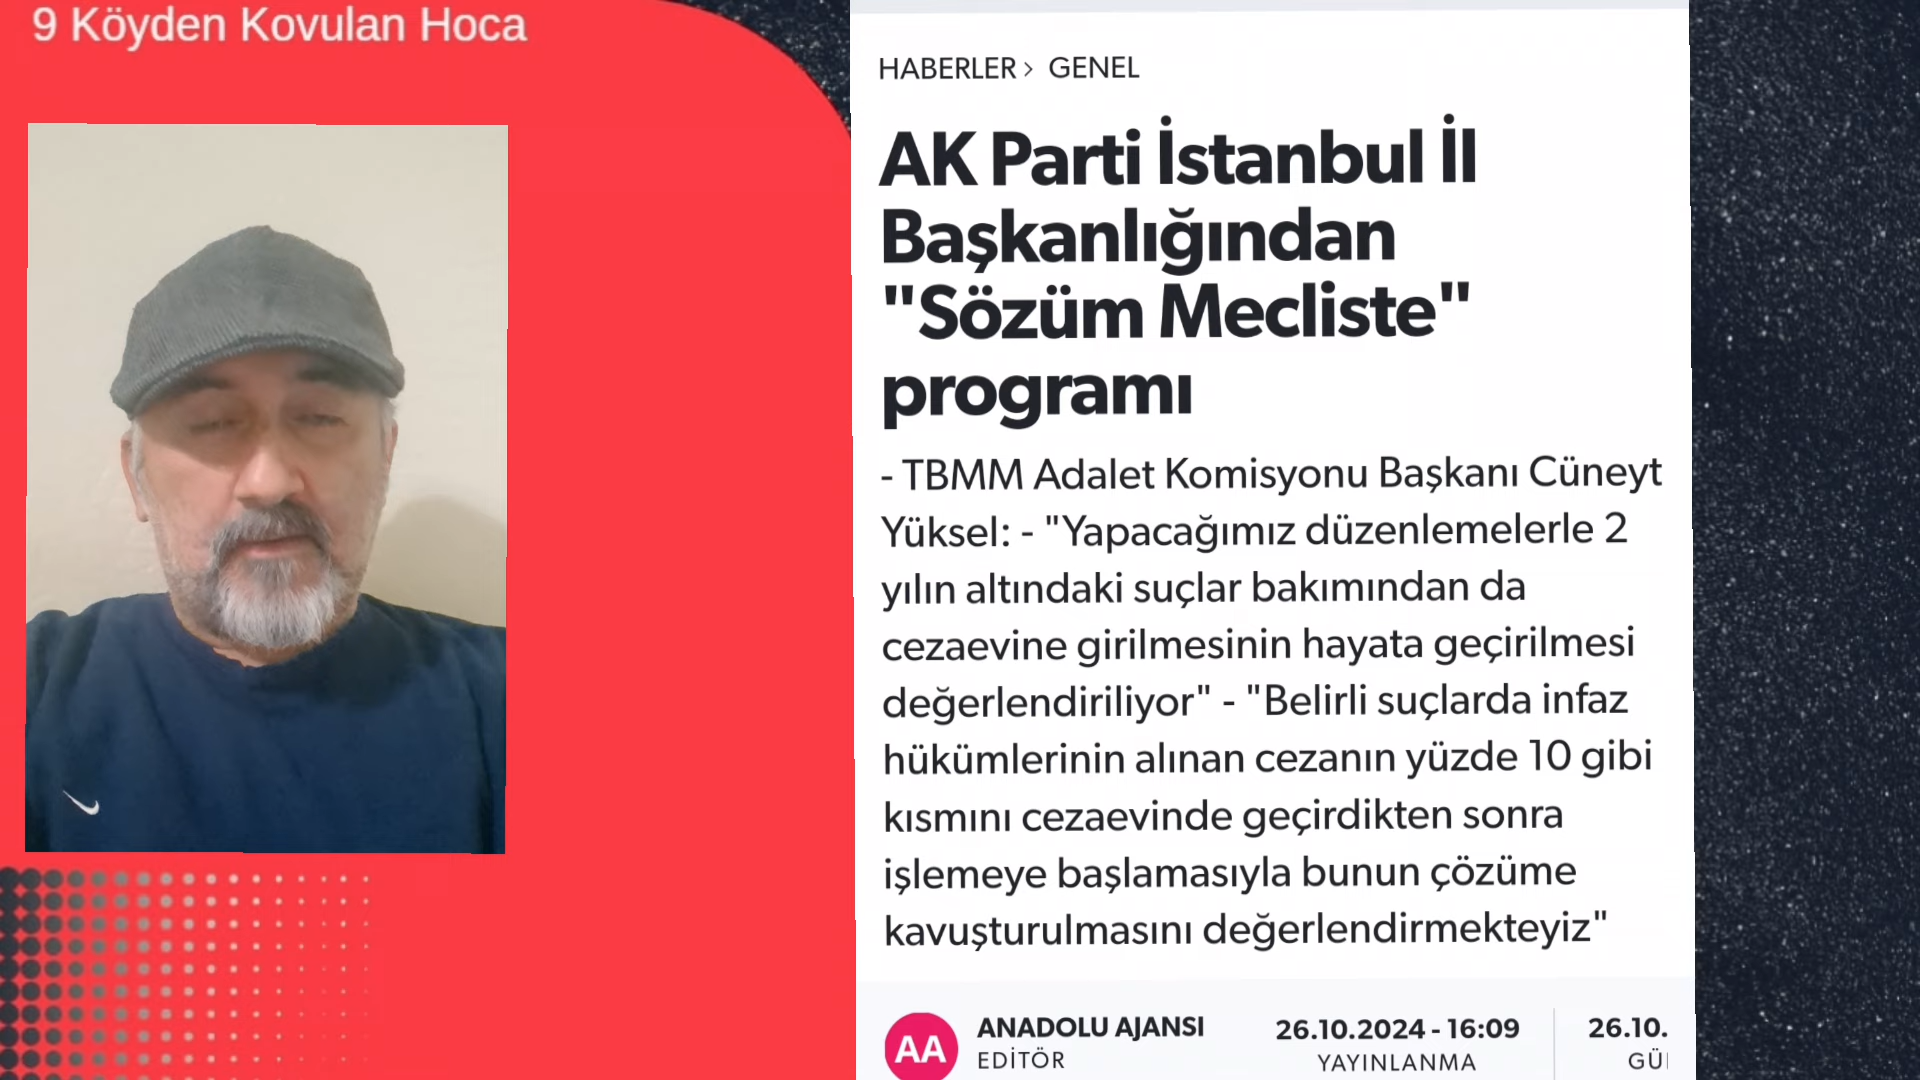 9 Köyden Kovulan Hoca
HABERLER › GENEL
AK Parti İstanbul İl
Başkanlığından
"Sözüm Mecliste"
programı
- TBMM Adalet Komisyonu Başkanı Cüneyt
Yüksel: - "Yapacağımız düzenlemelerle 2
yılın altındaki suçlar bakımından da
cezaevine girilmesinin hayata geçirilmesi
değerlendiriliyor" - "Belirli suçlarda infaz
hükümlerinin alınan cezanın yüzde 10 gibi
kısmını cezaevinde geçirdikten sonra
işlemeye başlamasıyla bunun çözüme
kavuşturulmasını değerlendirmekteyiz"
AA
ANADOLU AJANSI
EDİTÖR
26.10.2024 - 16:09
YAYINLANMA
26.10.